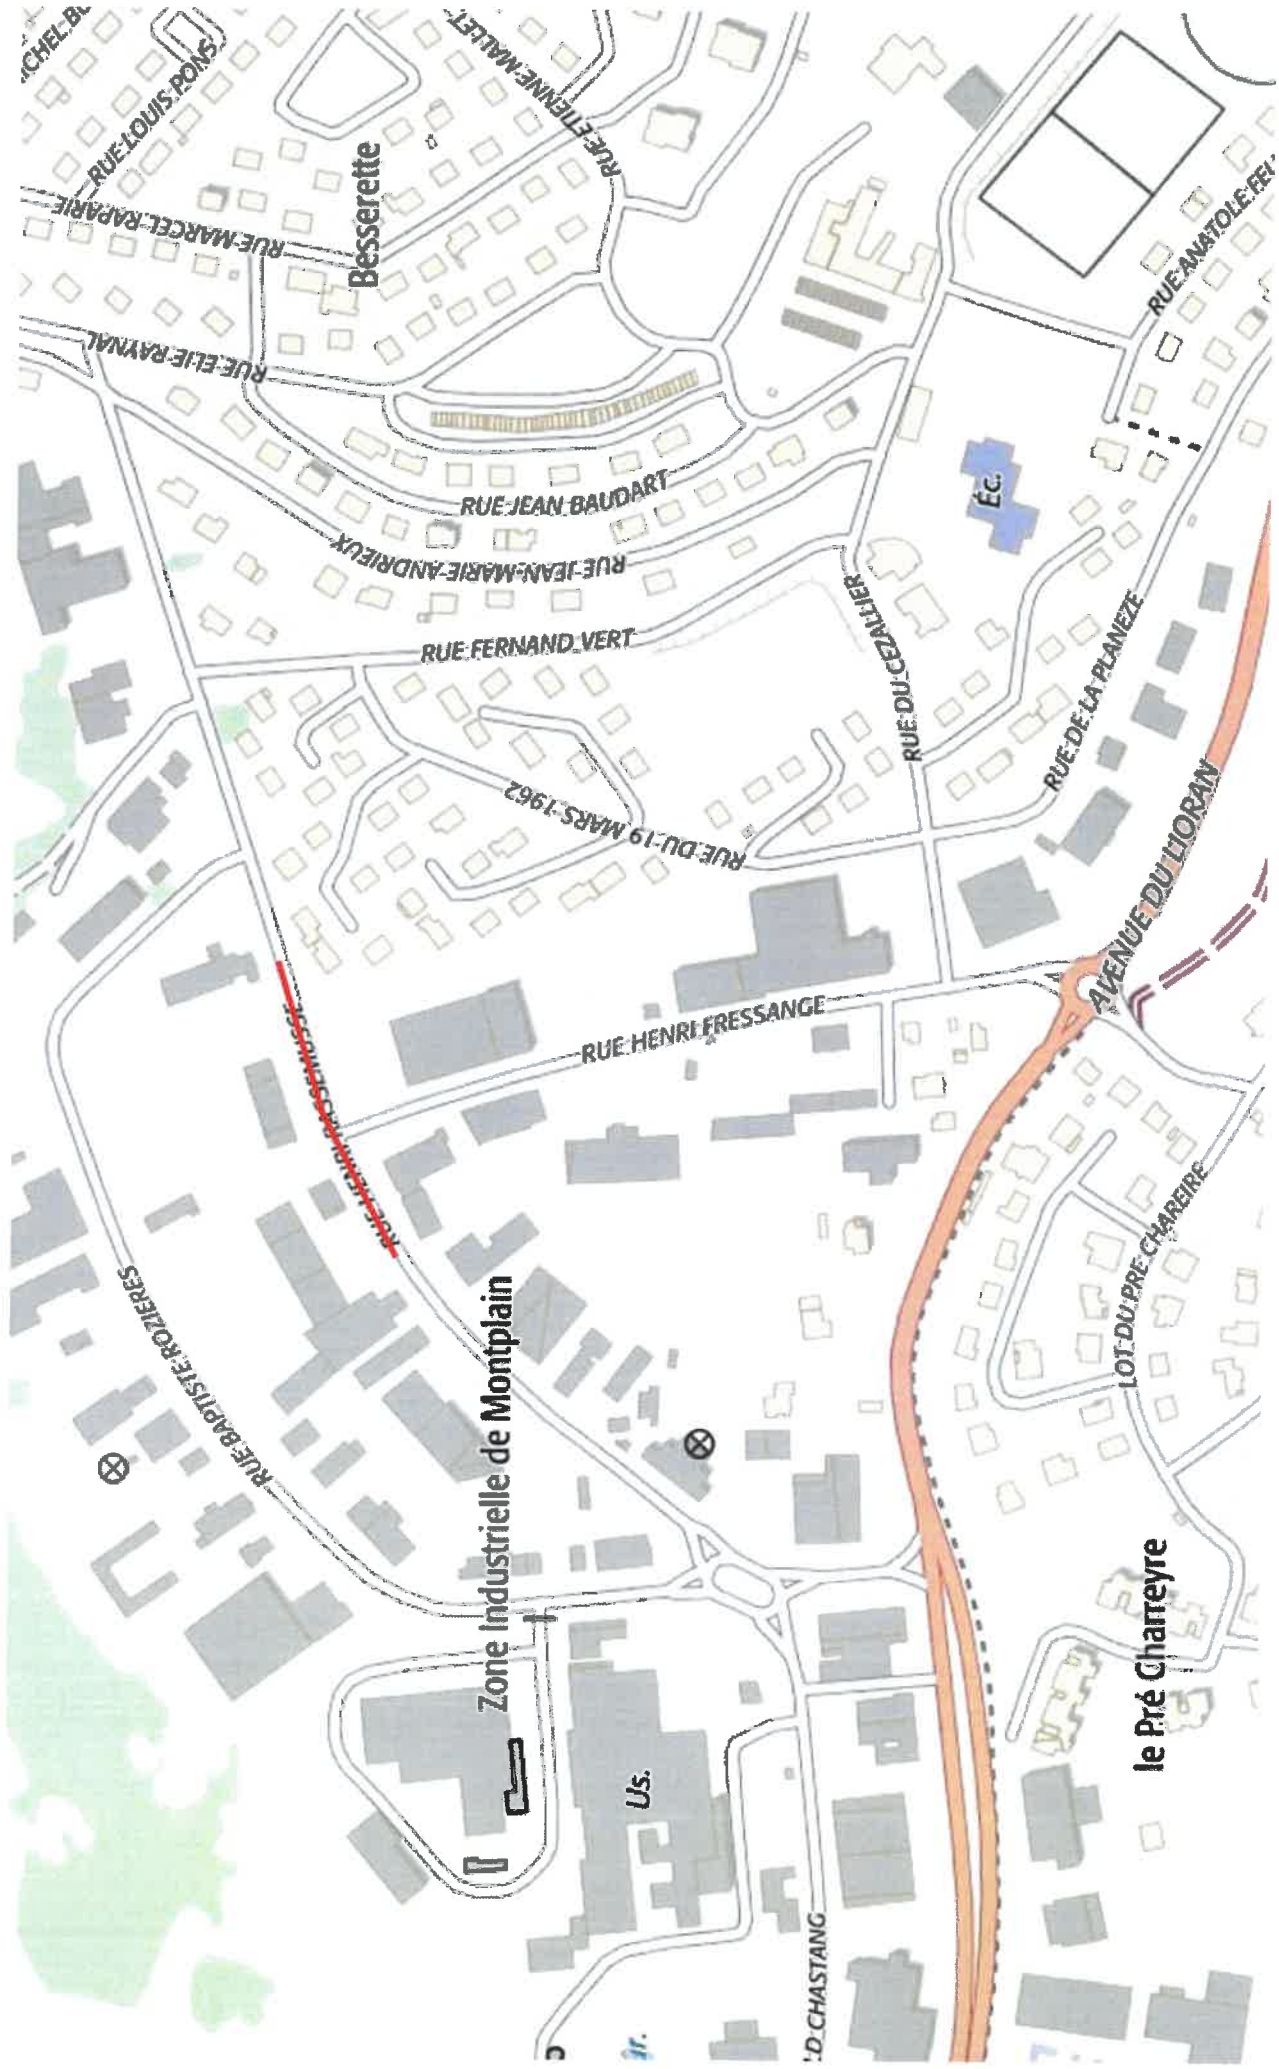 RUE LOUIS PONS
RUE MARCEL RAPARIE
RUE ETIENNE MALLET
Besserette
RUE ELIE RAYNAL
RUE JEAN BAUDART
RUE JEAN-MARIE ANDRIEUX
RUE FERNAND VERT
RUE DU 19 MARS 1962
RUE DU CEZALLIER
Éc.
RUE DE LA PLANEZE
AVENUE DU LIORAN
RUE HENRI FRESSANGE
RUE BAPTISTE ROZIERES
Zone Industrielle de Montplain
LOT DU PRE CHAREIRE
le Pré Charreyre
Us.
D CHASTANG